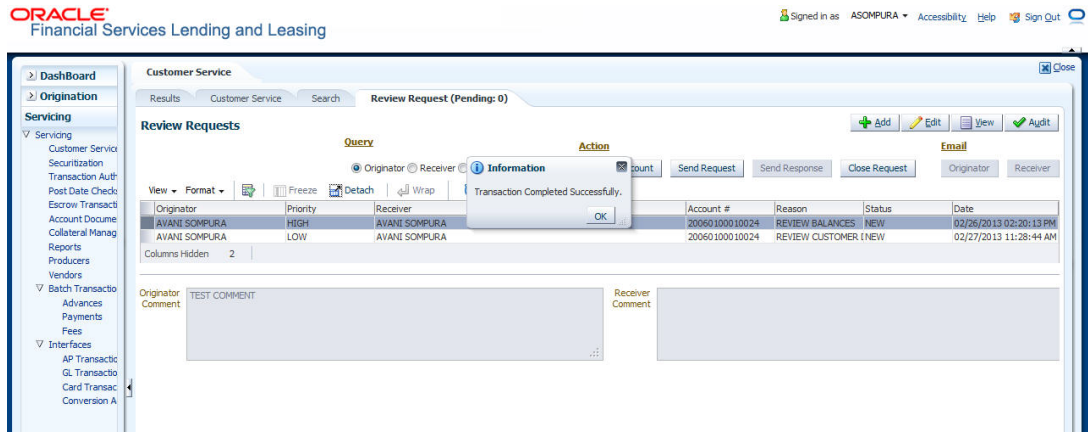 ORACLE
Financial Services Lending and Leasing
Signed in as ASOMPURA Accessibility Help Sign Out
Close
DashBoard
Origination
Servicing
Servicing
Customer Service
Securitization
Transaction Auth
Post Date Checks
Escrow Transacti
Account Docume
Collateral Manag
Reports
Producers
Vendors
Batch Transactio
Advances
Payments
Fees
Interfaces
AP Transactio
GL Transactio
Card Transac
Conversion A
Customer Service
Results Customer Service Search Review Request (Pending: 0)
Review Requests
Add Edit View Audit
Query Action Email
Originator Receiver
count Send Request Send Response Close Request Originator Receiver
View Format Freeze Detach Wrap
Information
Transaction Completed Successfully.
OK
Originator Priority Receiver Account # Reason Status Date
AVANI SOMPURA HIGH AVANI SOMPURA 20060100010024 REVIEW BALANCES NEW 02/26/2013 02:20:13 PM
AVANI SOMPURA LOW AVANI SOMPURA 20060100010024 REVIEW CUSTOMER NEW 02/27/2013 11:28:44 AM
Columns Hidden 2
Originator Comment
TEST COMMENT
Receiver Comment